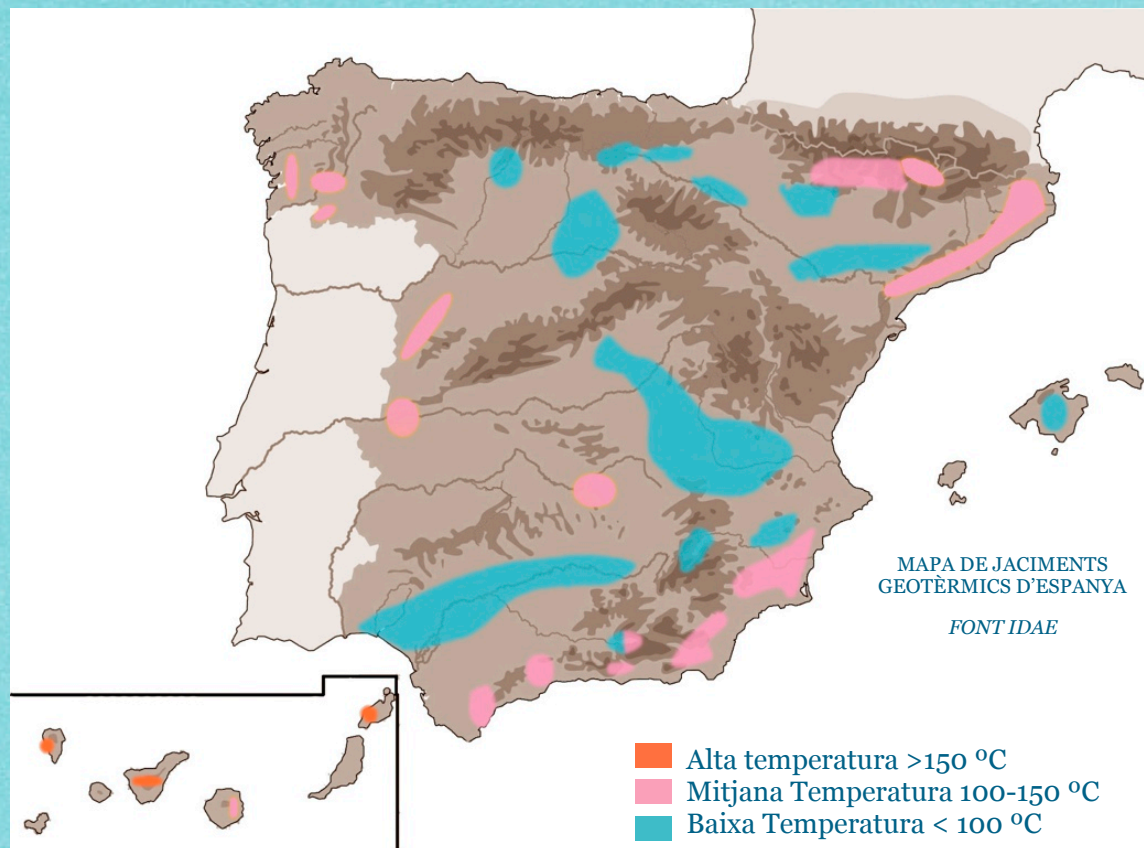 MAPA DE JACIMENTS
GEOTÈRMICS D'ESPANYA
FONT IDAE
Alta temperatura >150 ºC
Mitjana Temperatura 100-150 ºC
Baixa Temperatura < 100 ºC